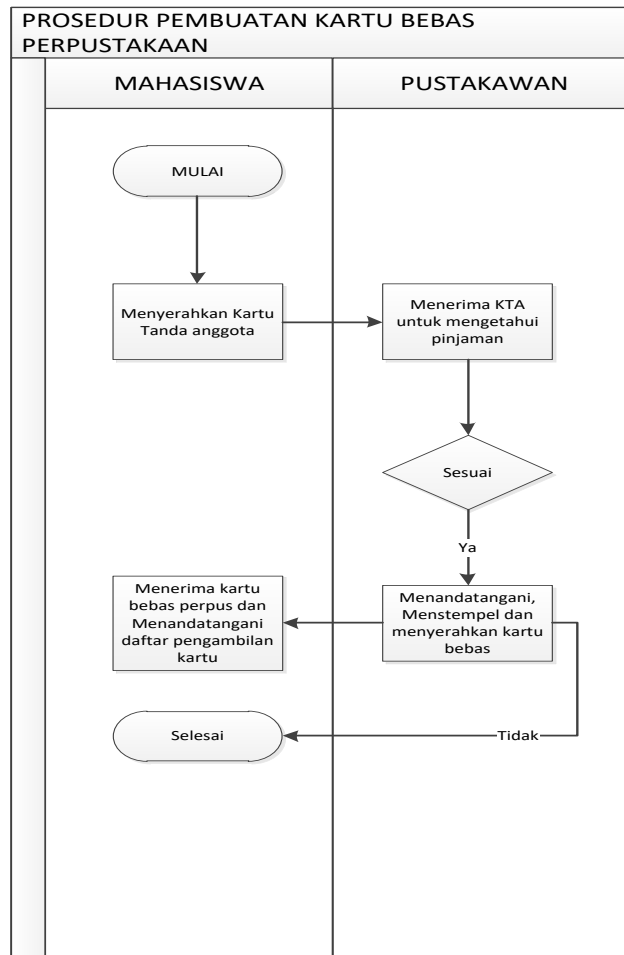 PROSEDUR PEMBUATAN KARTU BEBAS
PERPUSTAKAAN
MAHASISWA
PUSTAKAWAN
MULAI
Menyerahkan Kartu
Tanda anggota
Menerima KTA
untuk mengetahui
pinjaman
Sesuai
Ya
Menerima kartu
bebas perpus dan
Menandatangani
daftar pengambilan
kartu
Menandatangani,
Menstempel dan
menyerahkan kartu
bebas
Selesai
Tidak